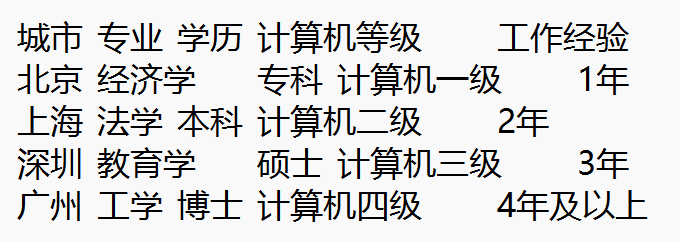 城市 专业 学历 计算机等级 工作经验
北京 经济学 专科 计算机一级 1年
上海 法学 本科 计算机二级 2年
深圳 教育学 硕士 计算机三级 3年
广州 工学 博士 计算机四级 4年及以上